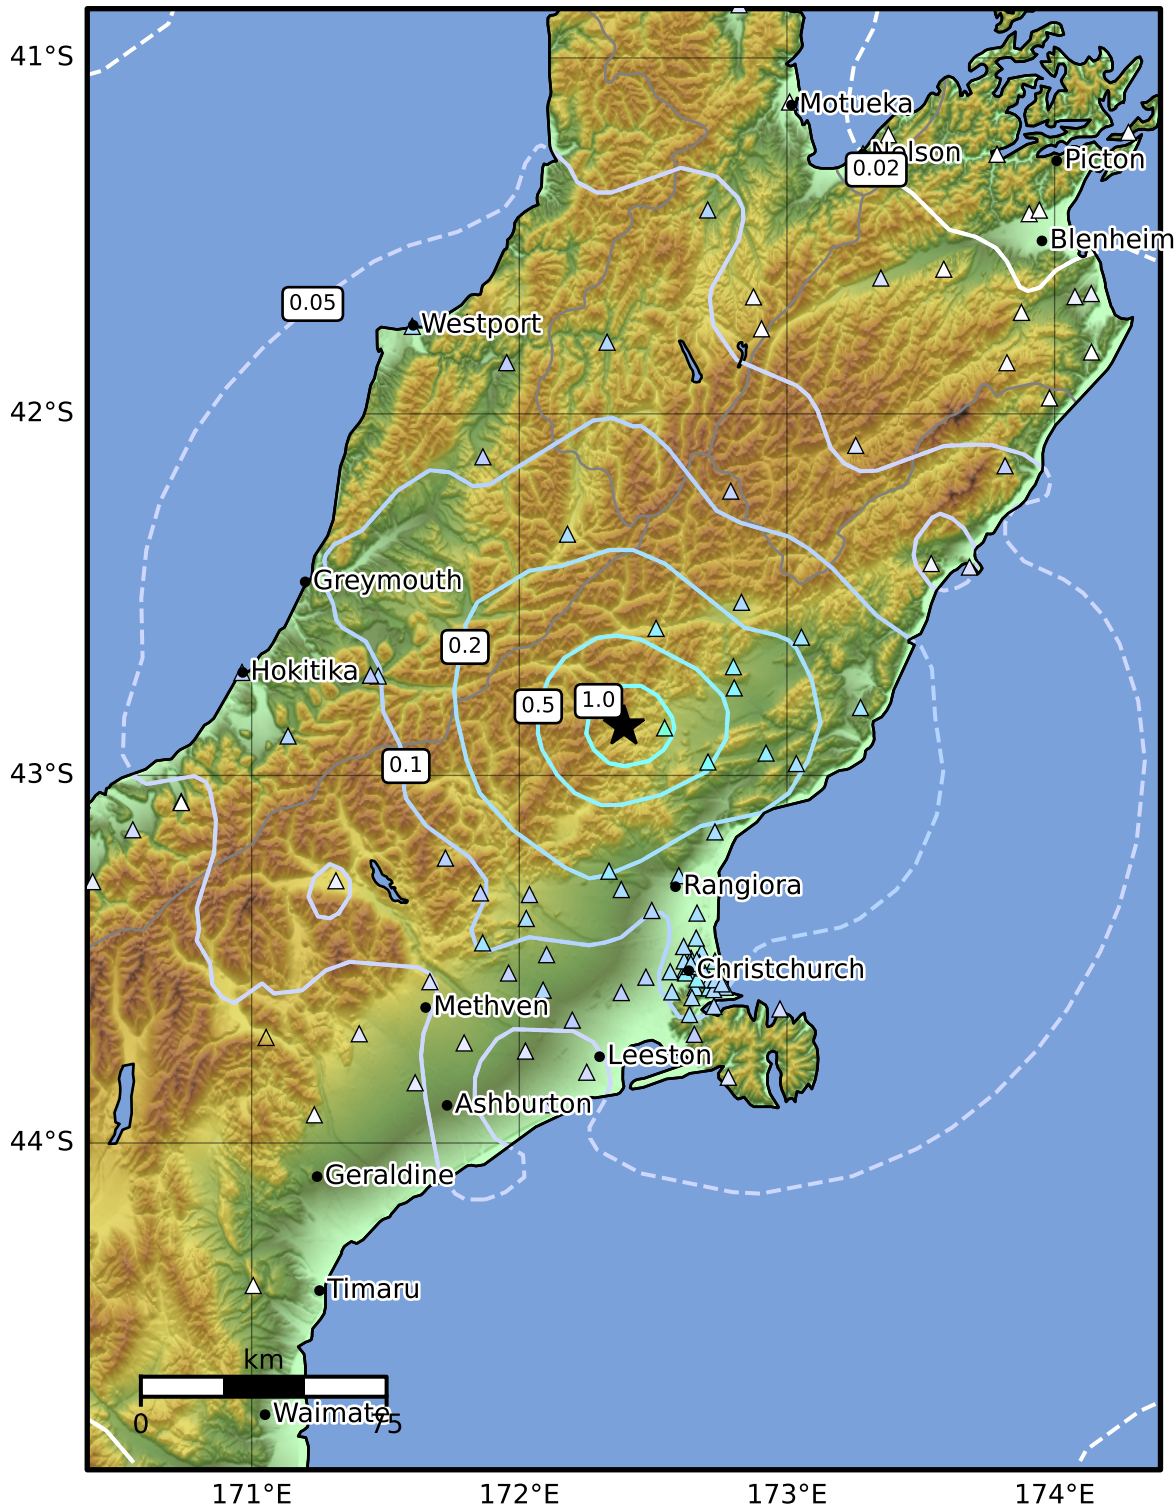 41°S
Motueka
Nelson
Picton
0.02
Blenheim
0.05
Westport
42°S
Greymouth
0.2
Hokitika
1.0
0.5
0.1
43°S
Rangiora
Christchurch
Methven
Leeston
Ashburton
44°S
Geraldine
Timaru
km
Waimate
0
75
171°E
172°E
173°E
174°E